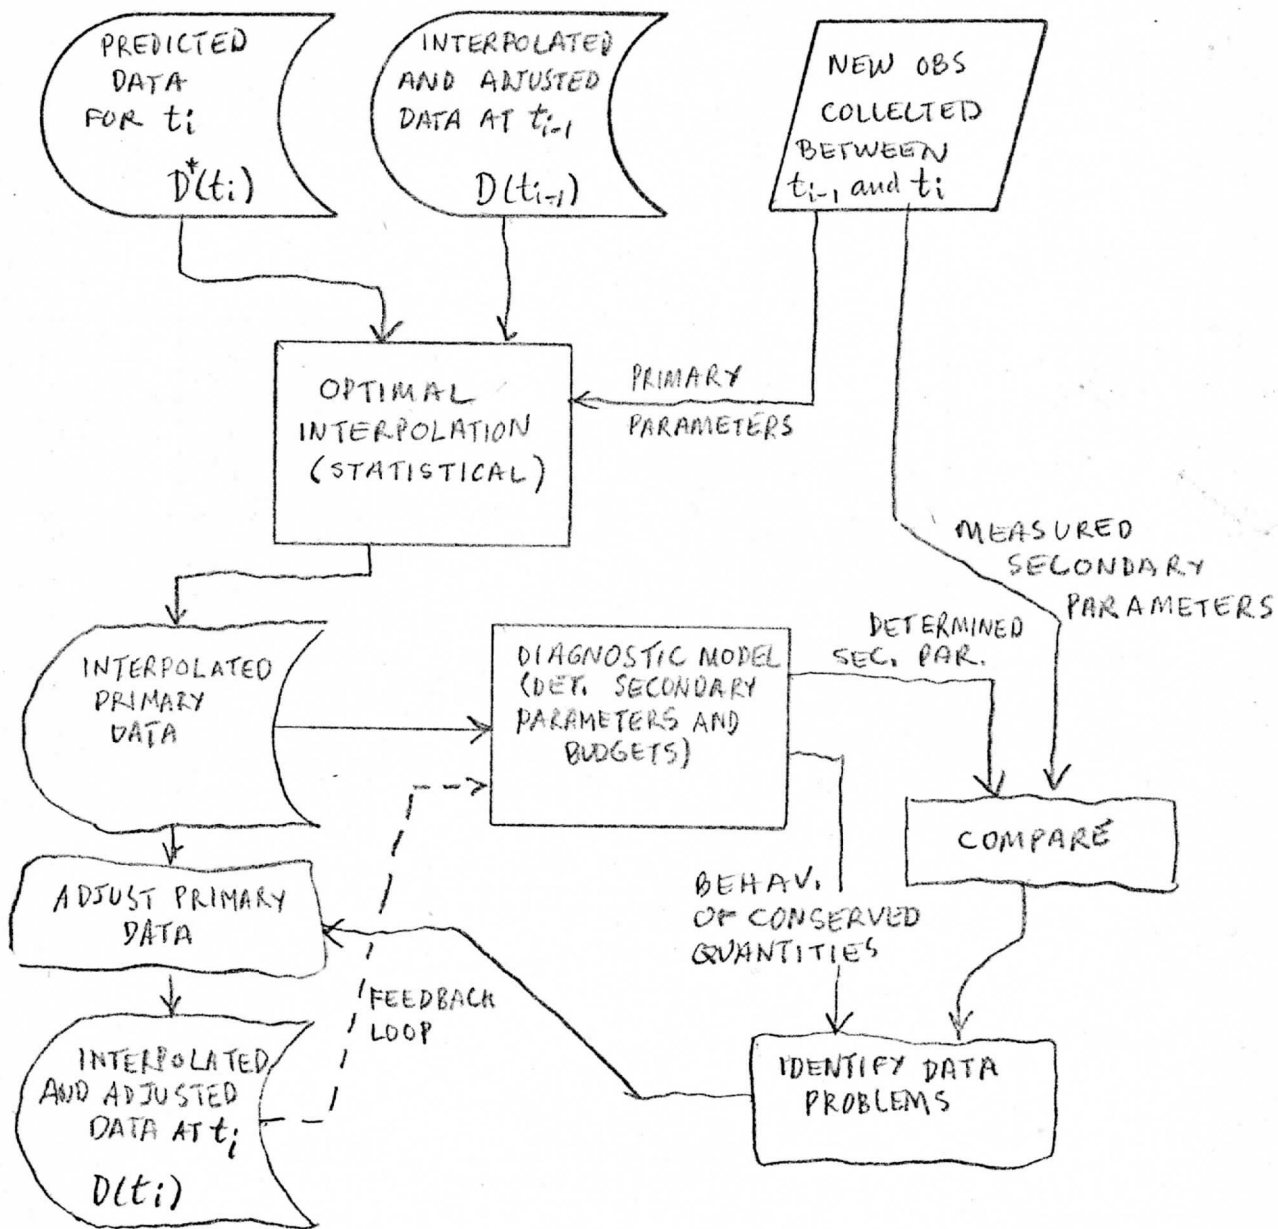 PREDICTED
DATA
FOR ti
D*(ti)
INTERPOLATED
AND ADJUSTED
DATA AT ti-1
D(ti-1)
NEW OBS
COLLECTED
BETWEEN
ti-1 and ti
OPTIMAL
INTERPOLATION
(STATISTICAL)
PRIMARY
PARAMETERS
MEASURED
SECONDARY
PARAMETERS
INTERPOLATED
PRIMARY
DATA
DIAGNOSTIC MODEL
(DET. SECONDARY
PARAMETERS AND
BUDGETS)
DETERMINED
SEC. PAR.
COMPARE
ADJUST PRIMARY
DATA
BEHAV.
OF CONSERVED
QUANTITIES
FEEDBACK
LOOP
INTERPOLATED
AND ADJUSTED
DATA AT ti
D(ti)
IDENTIFY DATA
PROBLEMS